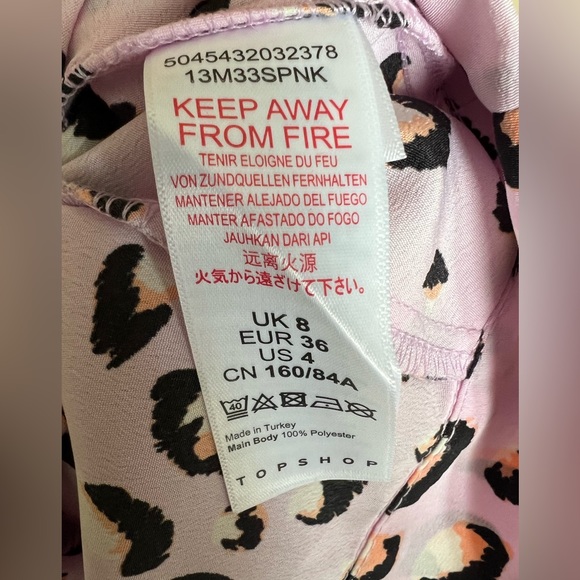 5045432032378
13M33SPNK
KEEP AWAY
FROM FIRE
TENIR ELOIGNE DU FEU
VON ZUNDQUELLEN FERNHALTEN
MANTENER ALEJADO DEL FUEGO
MANTER AFASTADO DO FOGO
JAUHKAN DARI API
远离火源
火気から遠ざけて下さい。
UK 8
EUR 36
US 4
CN 160/84A
40
Made in Turkey
Main Body 100% Polyester
TOPSHOP